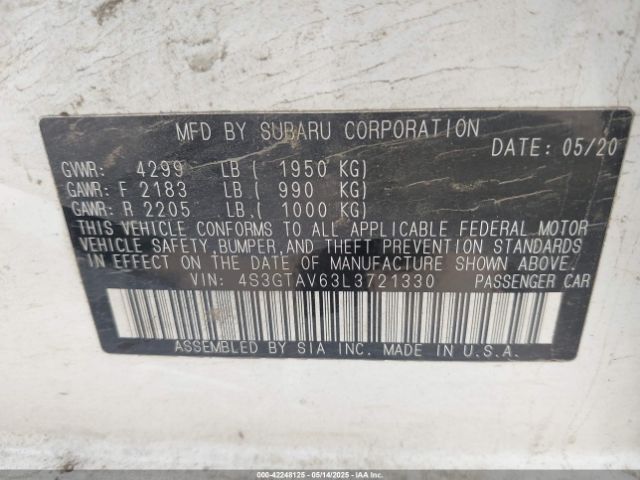 MFD BY SUBARU CORPORATION
DATE: 05/20
GVWR: 4299 LB ( 1950 KG)
GAWR: F 2183 LB ( 990 KG)
GAWR: R 2205 LB.( 1000 KG)
THIS VEHICLE CONFORMS TO ALL APPLICABLE FEDERAL MOTOR
VEHICLE SAFETY,BUMPER,AND THEFT PREVENTION STANDARDS
IN EFFECT ON THE DATE OF MANUFACTURE SHOWN ABOVE.
VIN: 4S3GTAV63L3721330 PASSENGER CAR
ASSEMBLED BY SIA INC. MADE IN U.S.A.
000-42248125 - 05/14/2025 - IAAI.COM